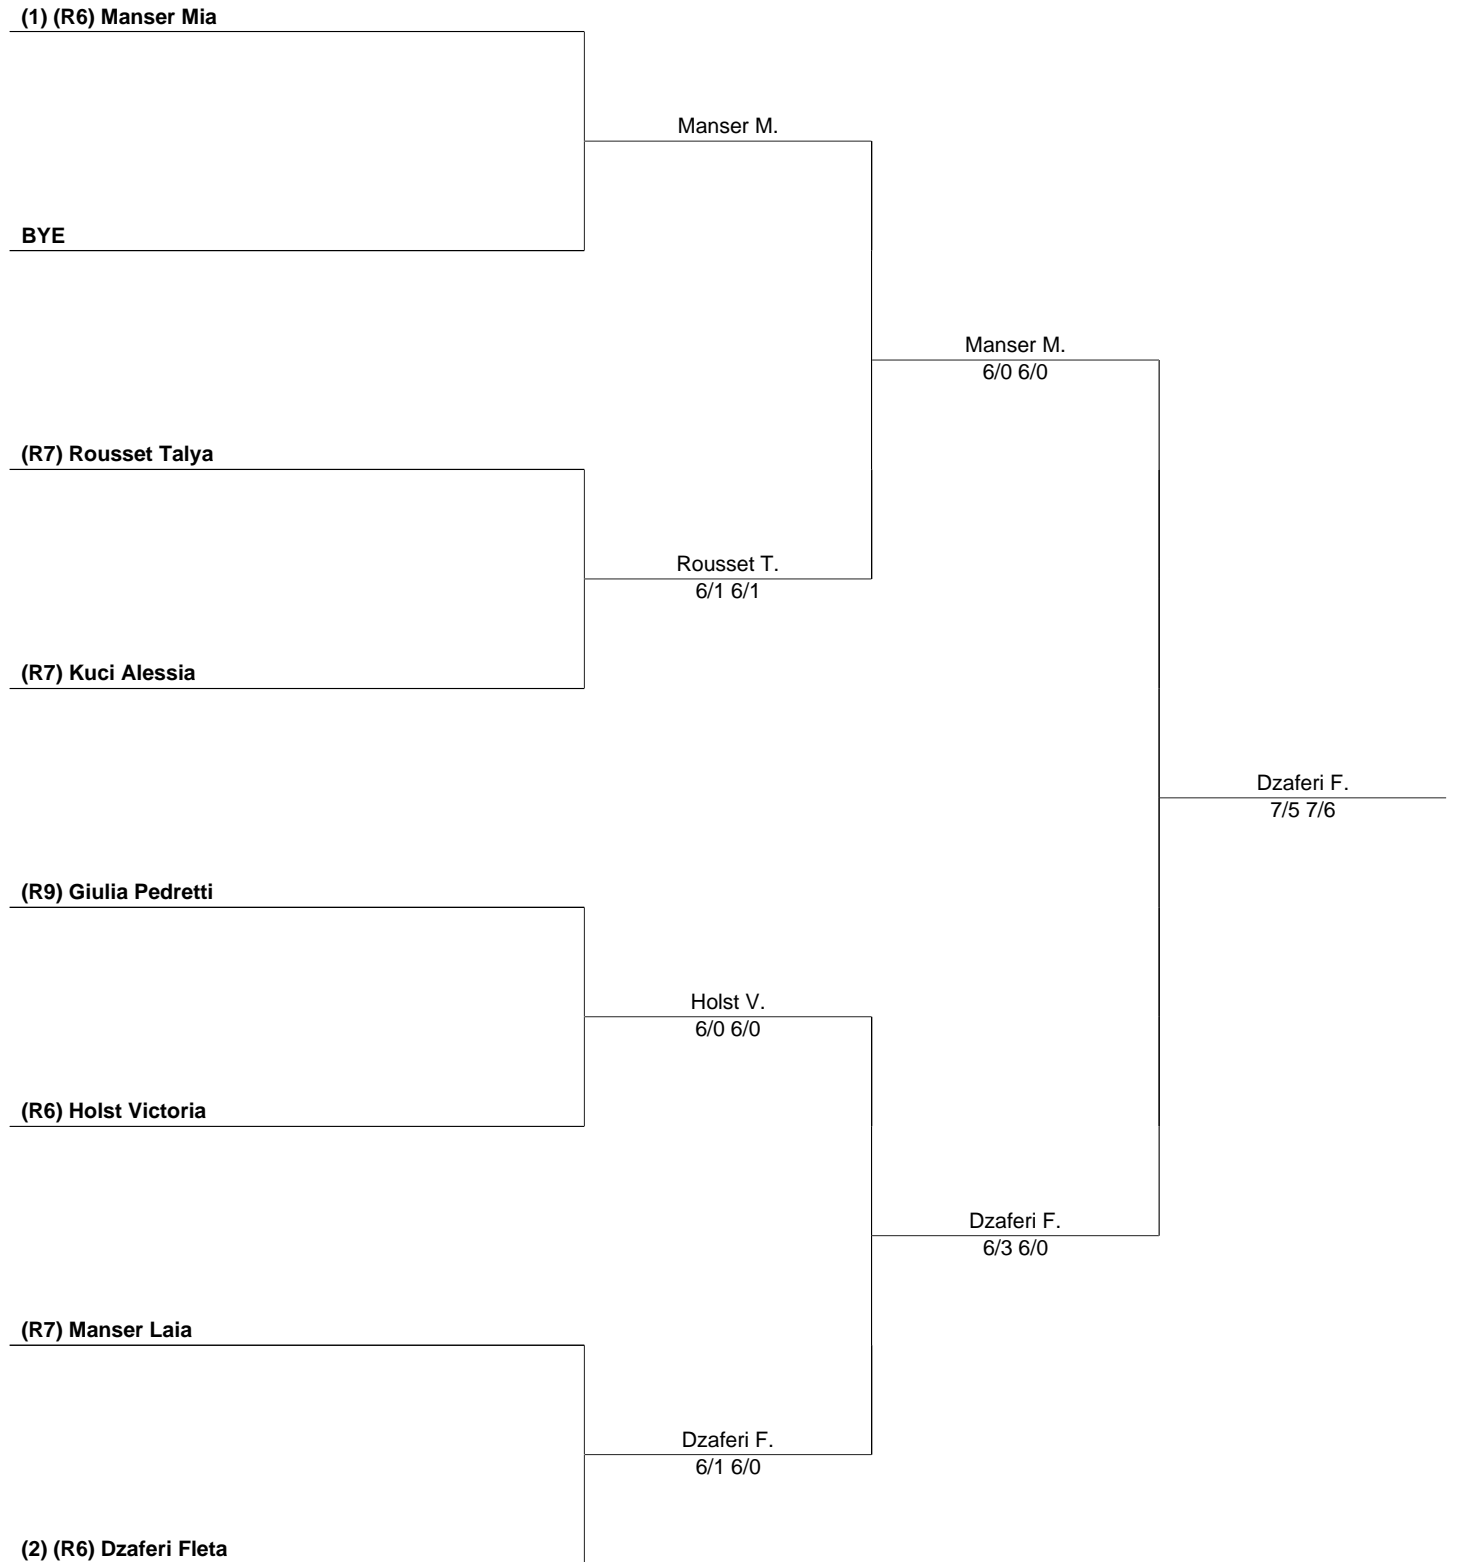 (1) (R6) Manser Mia
Manser M.
BYE
Manser M.
6/0 6/0
(R7) Rousset Talya
Rousset T.
6/1 6/1
(R7) Kuci Alessia
Dzaferi F.
7/5 7/6
(R9) Giulia Pedretti
Holst V.
6/0 6/0
(R6) Holst Victoria
Dzaferi F.
6/3 6/0
(R7) Manser Laia
Dzaferi F.
6/1 6/0
(2) (R6) Dzaferi Fleta